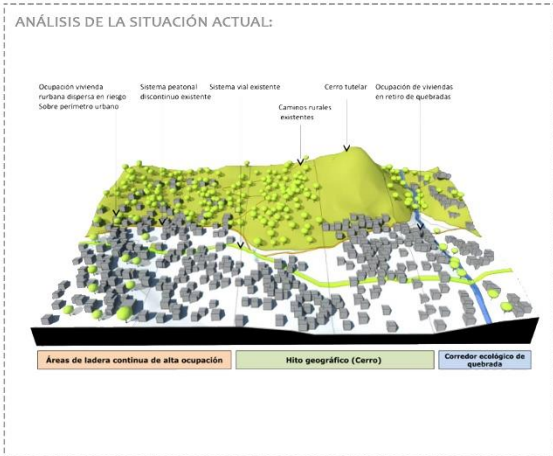 ANÁLISIS DE LA SITUACIÓN ACTUAL:
Ocupación vivienda
rurbana dispersa en riesgo
Sobre perímetro urbano
Sistema peatonal
discontinuo existente
Sistema vial existente
Caminos rurales
existentes
Cerro tutelar
Ocupación de viviendas
en retiro de quebradas
Áreas de ladera continua de alta ocupación
Hito geográfico (Cerro)
Corredor ecológico de
quebrada